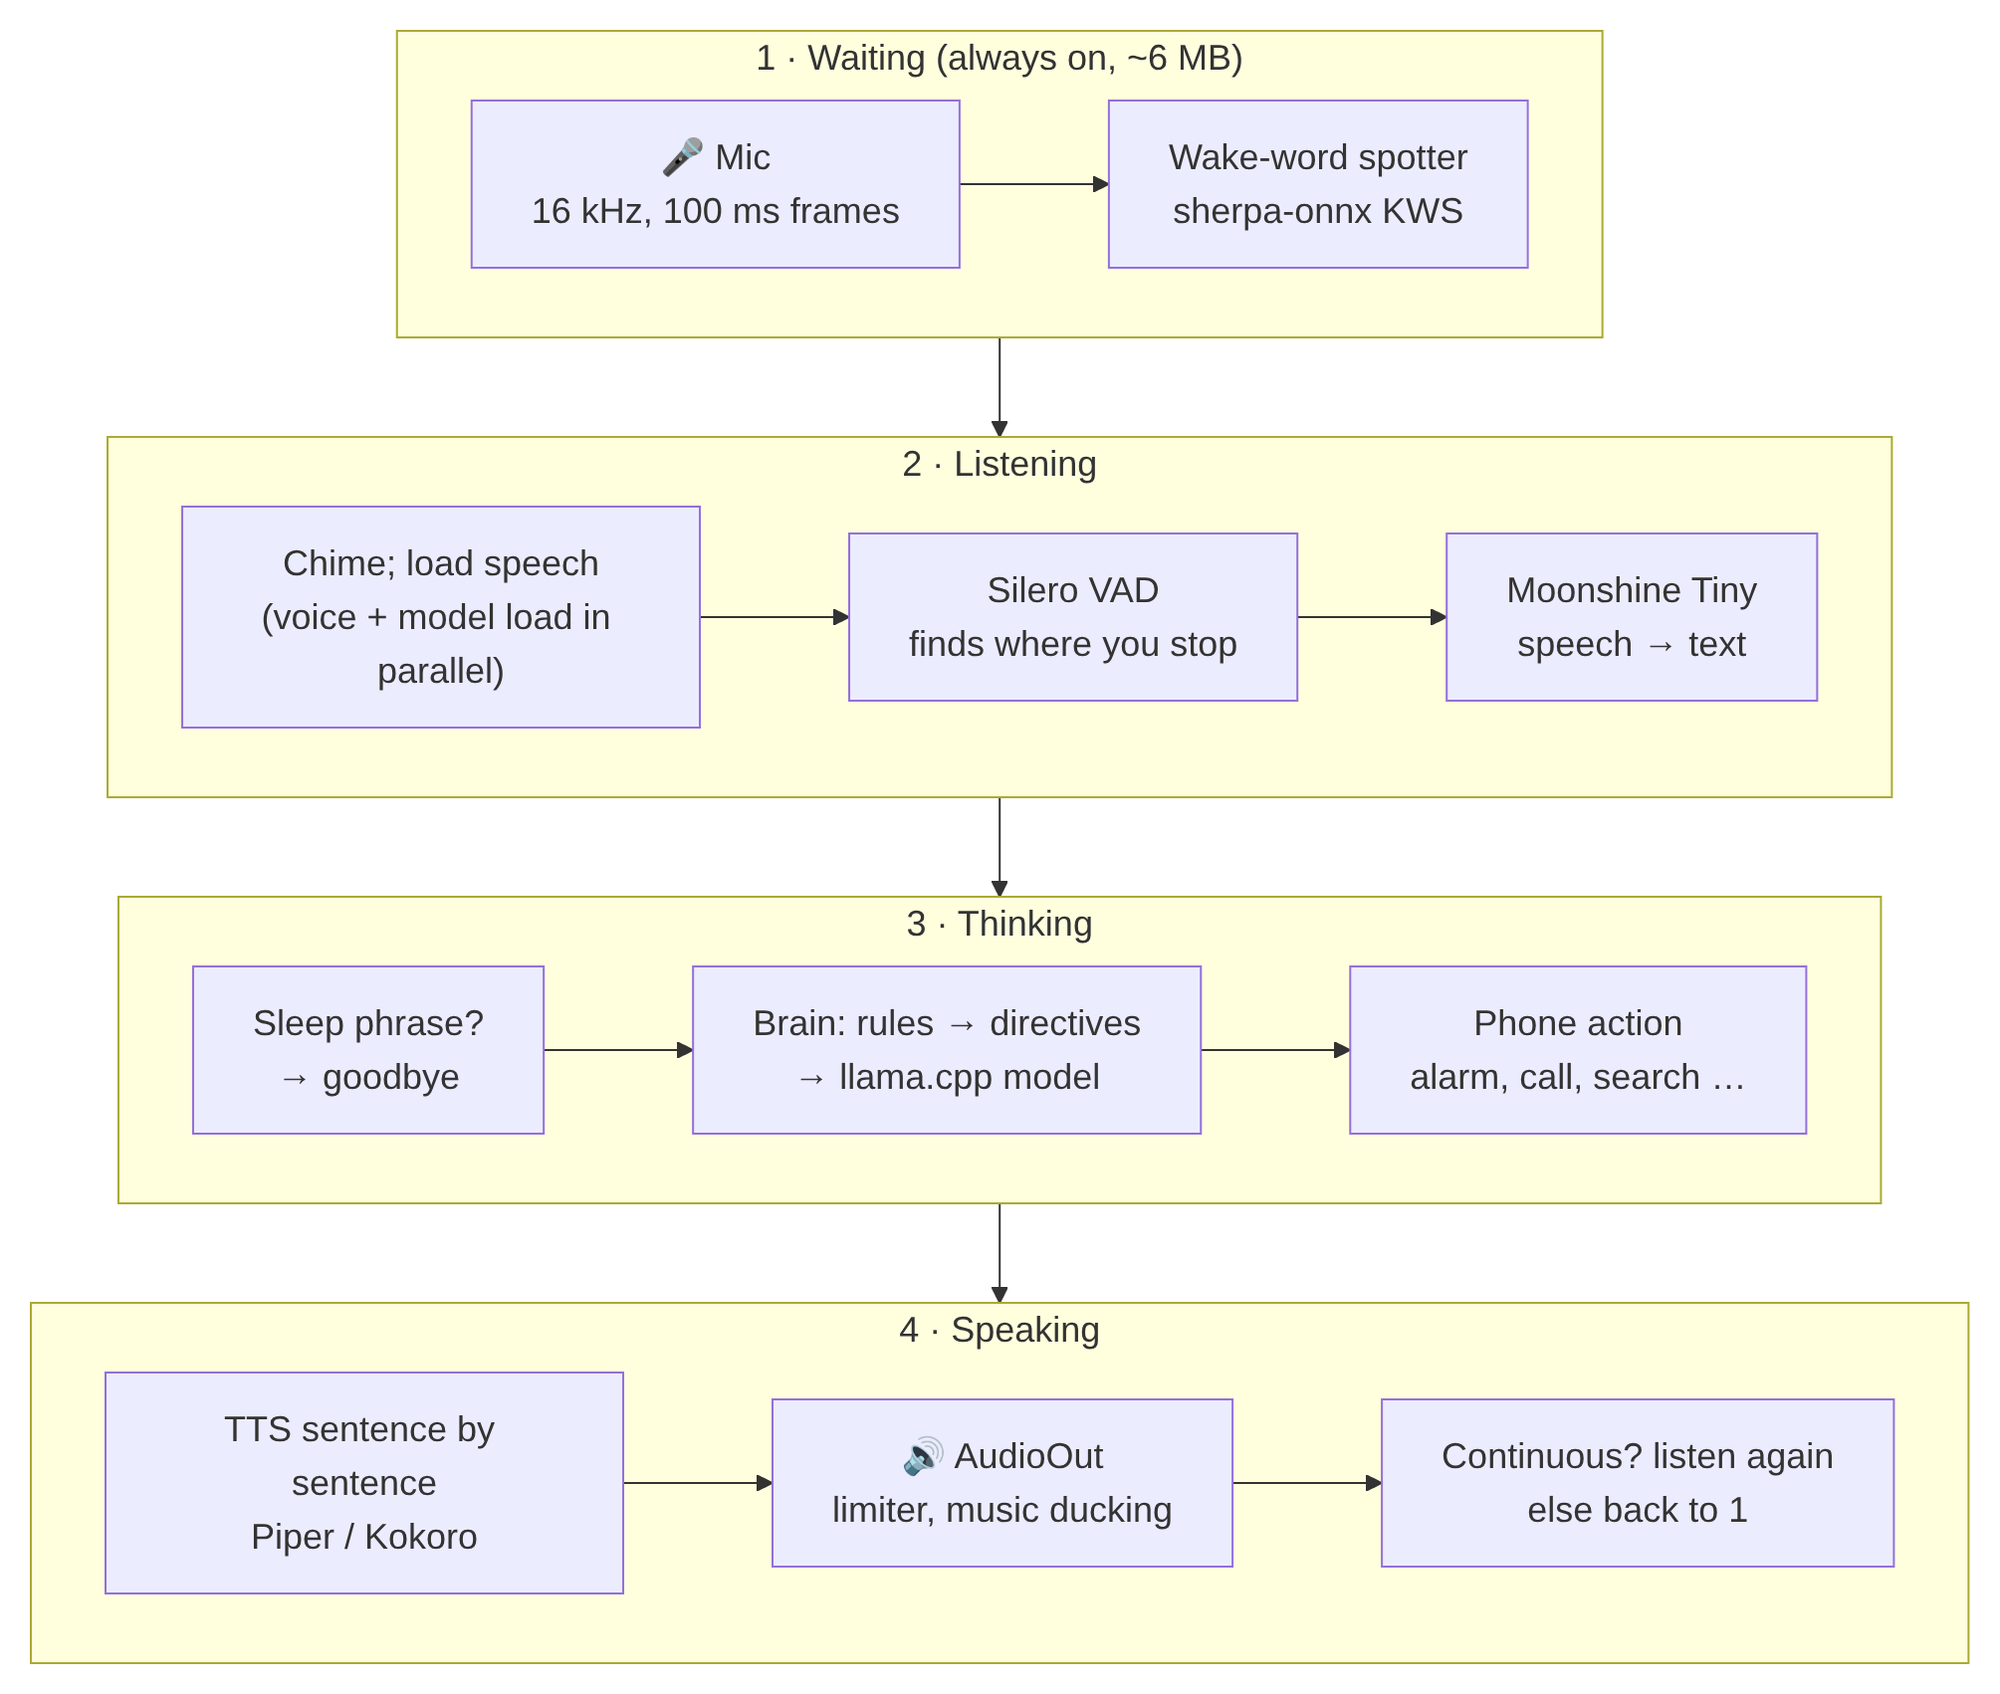 1 · Waiting (always on, ~6 MB)
🎤 Mic
16 kHz, 100 ms frames
Wake-word spotter
sherpa-onnx KWS
2 · Listening
Chime; load speech
(voice + model load in
parallel)
Silero VAD
finds where you stop
Moonshine Tiny
speech → text
3 · Thinking
Sleep phrase?
→ goodbye
Brain: rules → directives
→ llama.cpp model
Phone action
alarm, call, search …
4 · Speaking
TTS sentence by
sentence
Piper / Kokoro
🔊 AudioOut
limiter, music ducking
Continuous? listen again
else back to 1